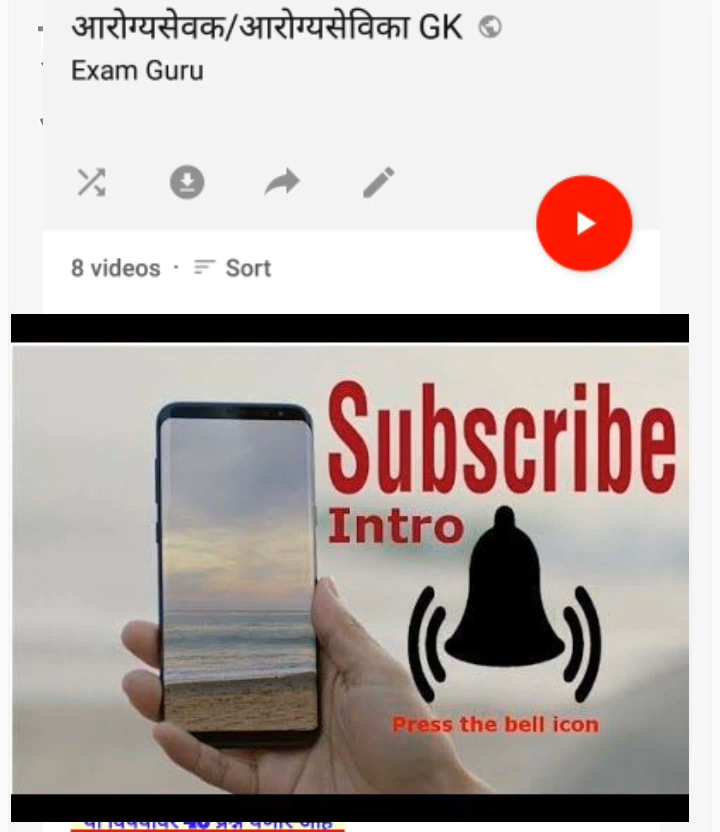 आरोग्यसेवक/आरोग्यसेविका GK
Exam Guru
8 videos · Sort
Subscribe
Intro
Press the bell icon